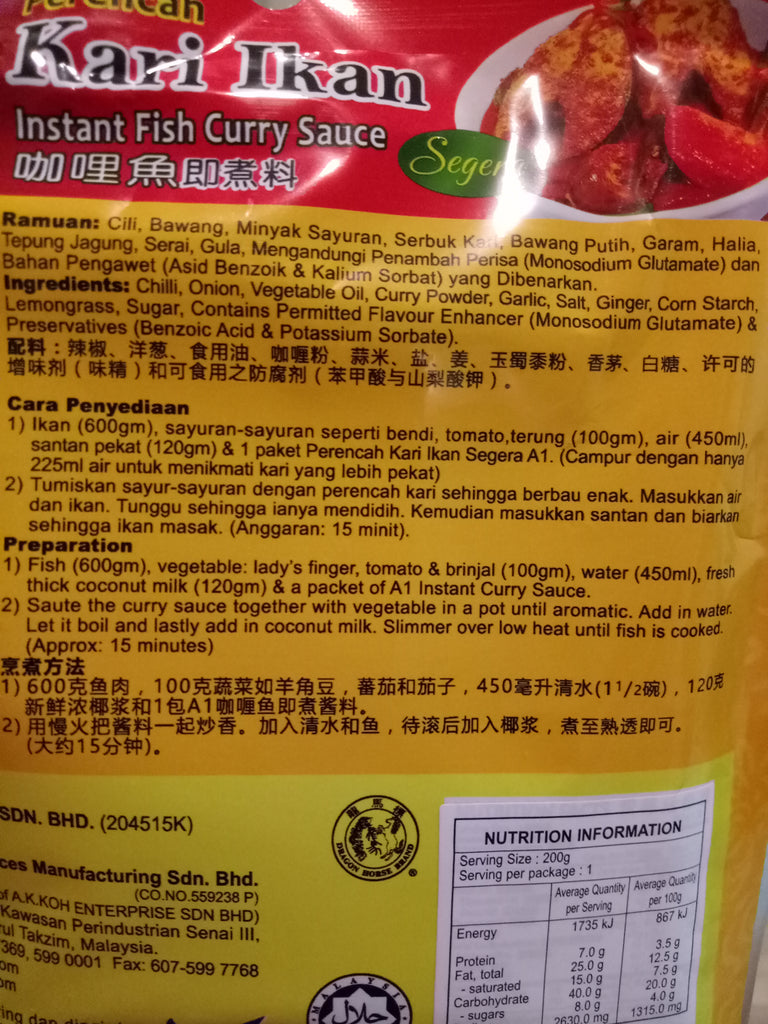 Perencah
Kari Ikan
Instant Fish Curry Sauce
咖哩魚即煮料
Segera
Ramuan: Cili, Bawang, Minyak Sayuran, Serbuk Kari, Bawang Putih, Garam, Halia,
Tepung Jagung, Serai, Gula, Mengandungi Penambah Perisa (Monosodium Glutamate) dan
Bahan Pengawet (Asid Benzoik & Kalium Sorbat) yang Dibenarkan.
Ingredients: Chilli, Onion, Vegetable Oil, Curry Powder, Garlic, Salt, Ginger, Corn Starch,
Lemongrass, Sugar, Contains Permitted Flavour Enhancer (Monosodium Glutamate) &
Preservatives (Benzoic Acid & Potassium Sorbate).
配料：辣椒、洋葱、食用油、咖喱粉、蒜米、盐、姜、玉蜀黍粉、香茅、白糖、许可的
增味剂（味精）和可食用之防腐剂（苯甲酸与山梨酸钾）。
Cara Penyediaan
1) Ikan (600gm), sayuran-sayuran seperti bendi, tomato,terung (100gm), air (450ml),
santan pekat (120gm) & 1 paket Perencah Kari Ikan Segera A1. (Campur dengan hanya
225ml air untuk menikmati kari yang lebih pekat)
2) Tumiskan sayur-sayuran dengan perencah kari sehingga berbau enak. Masukkan air
dan ikan. Tunggu sehingga ianya mendidih. Kemudian masukkan santan dan biarkan
sehingga ikan masak. (Anggaran: 15 minit).
Preparation
1) Fish (600gm), vegetable: lady's finger, tomato & brinjal (100gm), water (450ml), fresh
thick coconut milk (120gm) & a packet of A1 Instant Curry Sauce.
2) Saute the curry sauce together with vegetable in a pot until aromatic. Add in water.
Let it boil and lastly add in coconut milk. Slimmer over low heat until fish is cooked.
(Approx: 15 minutes)
烹煮方法
1) 600克鱼肉，100克蔬菜如羊角豆，蕃茄和茄子，450毫升清水(1 1/2碗)，120克
新鲜浓椰浆和1包A1咖喱鱼即煮酱料。
2) 用慢火把酱料一起炒香。加入清水和鱼，待滚后加入椰浆，煮至熟透即可。
(大约15分钟)。
SDN. BHD. (204515K)
龍馬標
DRAGON HORSE BRAND
®
ces Manufacturing Sdn. Bhd.
(CO.NO.559238 P)
of A.K.KOH ENTERPRISE SDN BHD)
Kawasan Perindustrian Senai III,
rul Takzim, Malaysia.
369, 599 0001 Fax: 607-599 7768
om
om
MALAYSIA
حلال
NUTRITION INFORMATION
Serving Size : 200g
Serving per package : 1
Average Quantity per Serving
Average Quantity per 100g
Energy 1735 kJ 867 kJ
Protein 7.0 g 3.5 g
Fat, total 25.0 g 12.5 g
- saturated 15.0 g 7.5 g
Carbohydrate 40.0 g 20.0 g
- sugars 8.0 g 4.0 g
2630.0 mg 1315.0 mg